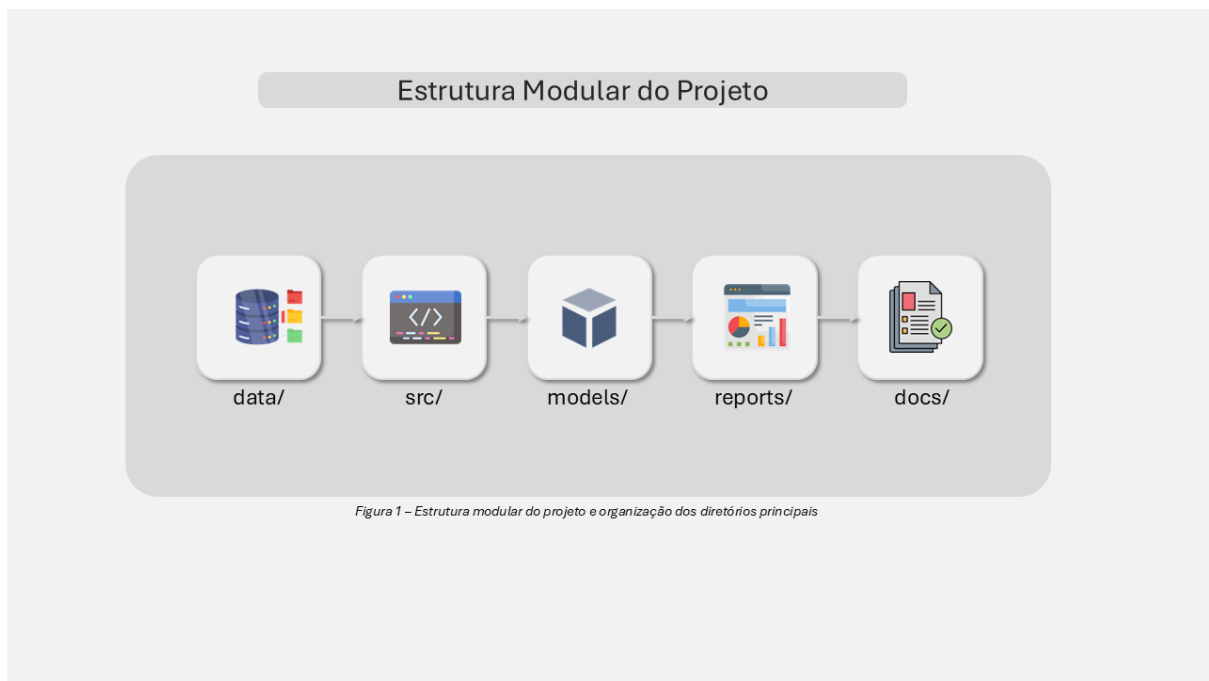 Estrutura Modular do Projeto
</>
data/
src/
models/
reports/
docs/
Figura 1 – Estrutura modular do projeto e organização dos diretórios principais